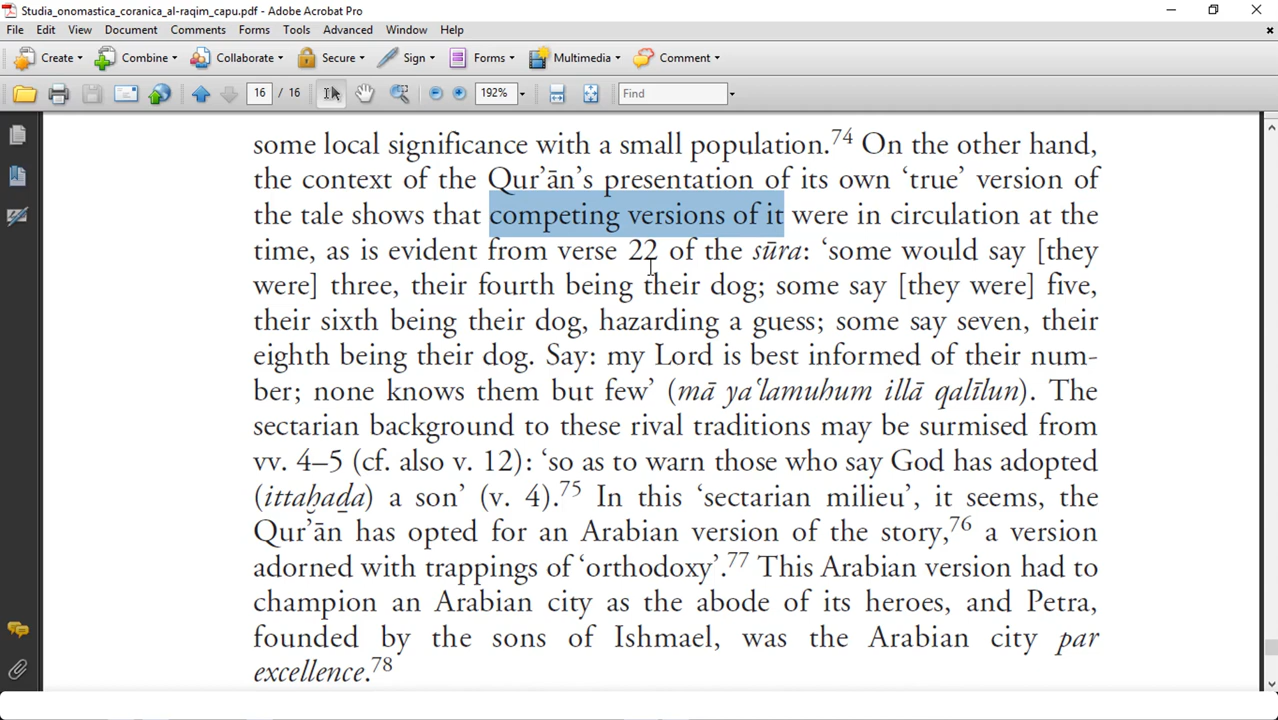 Studia_onomastica_coranica_al-raqim_capu.pdf - Adobe Acrobat Pro
File Edit View Document Comments Forms Tools Advanced Window Help
Create Combine Collaborate Secure Sign Forms Multimedia Comment
16 / 16 192% Find
some local significance with a small population.74 On the other hand,
the context of the Qur’ān’s presentation of its own ‘true’ version of
the tale shows that competing versions of it were in circulation at the
time, as is evident from verse 22 of the sūra: ‘some would say [they
were] three, their fourth being their dog; some say [they were] five,
their sixth being their dog, hazarding a guess; some say seven, their
eighth being their dog. Say: my Lord is best informed of their num-
ber; none knows them but few’ (mā yaʿlamuhum illā qalīlun). The
sectarian background to these rival traditions may be surmised from
vv. 4–5 (cf. also v. 12): ‘so as to warn those who say God has adopted
(ittaḫaḏa) a son’ (v. 4).75 In this ‘sectarian milieu’, it seems, the
Qur’ān has opted for an Arabian version of the story,76 a version
adorned with trappings of ‘orthodoxy’.77 This Arabian version had to
champion an Arabian city as the abode of its heroes, and Petra,
founded by the sons of Ishmael, was the Arabian city par
excellence.78